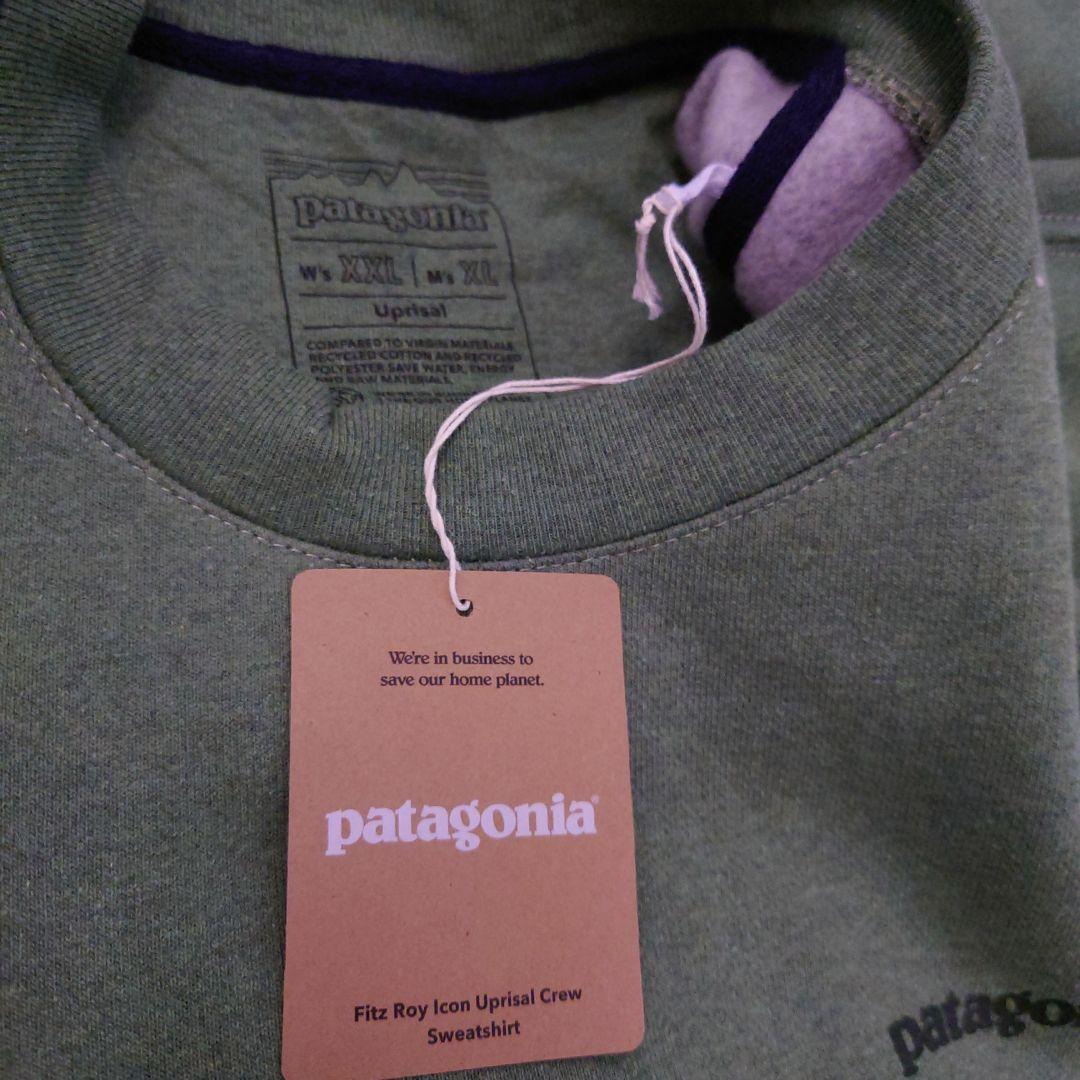 patagonia
W's XXL | M's XL
Uprisal
COMPARED TO VIRGIN MATERIALS,
RECYCLED COTTON AND RECYCLED
POLYESTER SAVE WATER, ENERGY
AND RAW MATERIALS.
We're in business to
save our home planet.
patagonia®
Fitz Roy Icon Uprisal Crew
Sweatshirt
patago